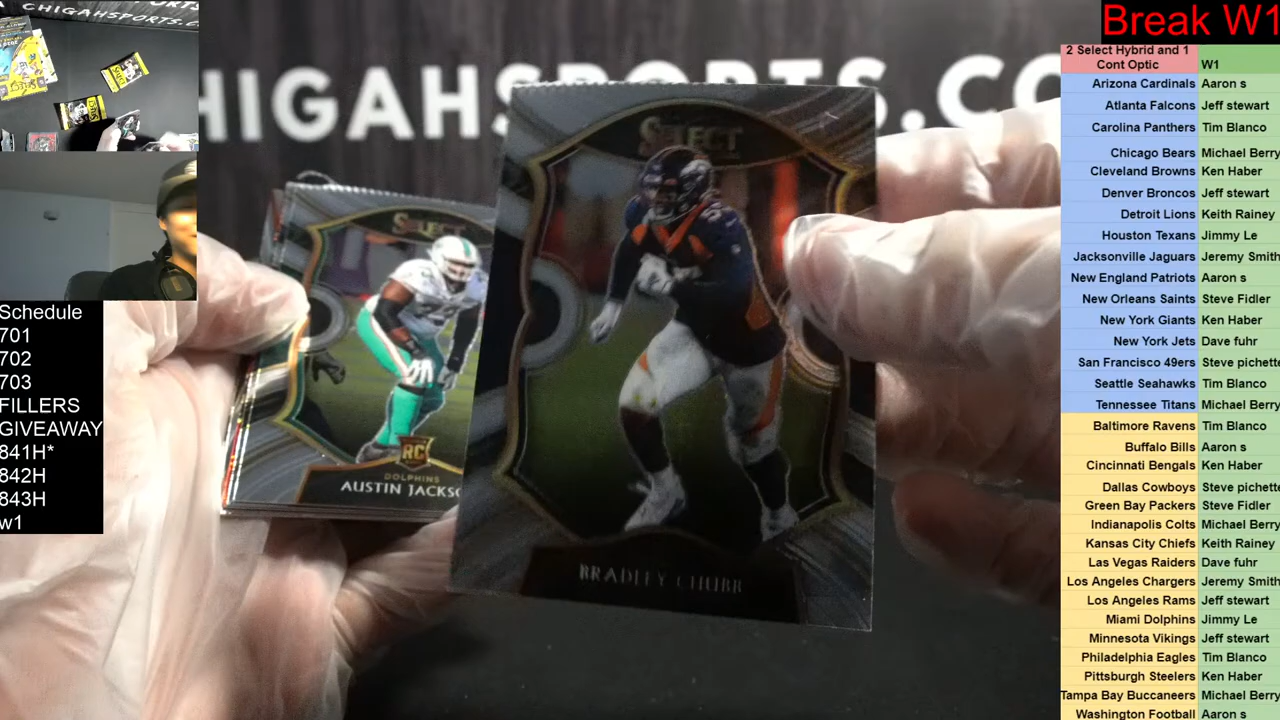 CHIGAHSPORTS.C
HIGAHSPORTS.CO
Break W1
2 Select Hybrid and 1 Cont Optic W1
Arizona Cardinals Aaron s
Atlanta Falcons Jeff stewart
Carolina Panthers Tim Blanco
Chicago Bears Michael Berry
Cleveland Browns Ken Haber
Denver Broncos Jeff stewart
Detroit Lions Keith Rainey
Houston Texans Jimmy Le
Jacksonville Jaguars Jeremy Smith
New England Patriots Aaron s
New Orleans Saints Steve Fidler
New York Giants Ken Haber
New York Jets Dave fuhr
San Francisco 49ers Steve pichette
Seattle Seahawks Tim Blanco
Tennessee Titans Michael Berry
Baltimore Ravens Tim Blanco
Buffalo Bills Aaron s
Cincinnati Bengals Ken Haber
Dallas Cowboys Steve pichette
Green Bay Packers Steve Fidler
Indianapolis Colts Michael Berry
Kansas City Chiefs Keith Rainey
Las Vegas Raiders Dave fuhr
Los Angeles Chargers Jeremy Smith
Los Angeles Rams Jeff stewart
Miami Dolphins Jimmy Le
Minnesota Vikings Jeff stewart
Philadelphia Eagles Tim Blanco
Pittsburgh Steelers Ken Haber
Tampa Bay Buccaneers Michael Berry
Washington Football Aaron s
Schedule
701
702
703
FILLERS
GIVEAWAY
841H*
842H
843H
w1
SELECT
RC
DOLPHINS
AUSTIN JACKSO
SELECT
BRADLEY CHUBB